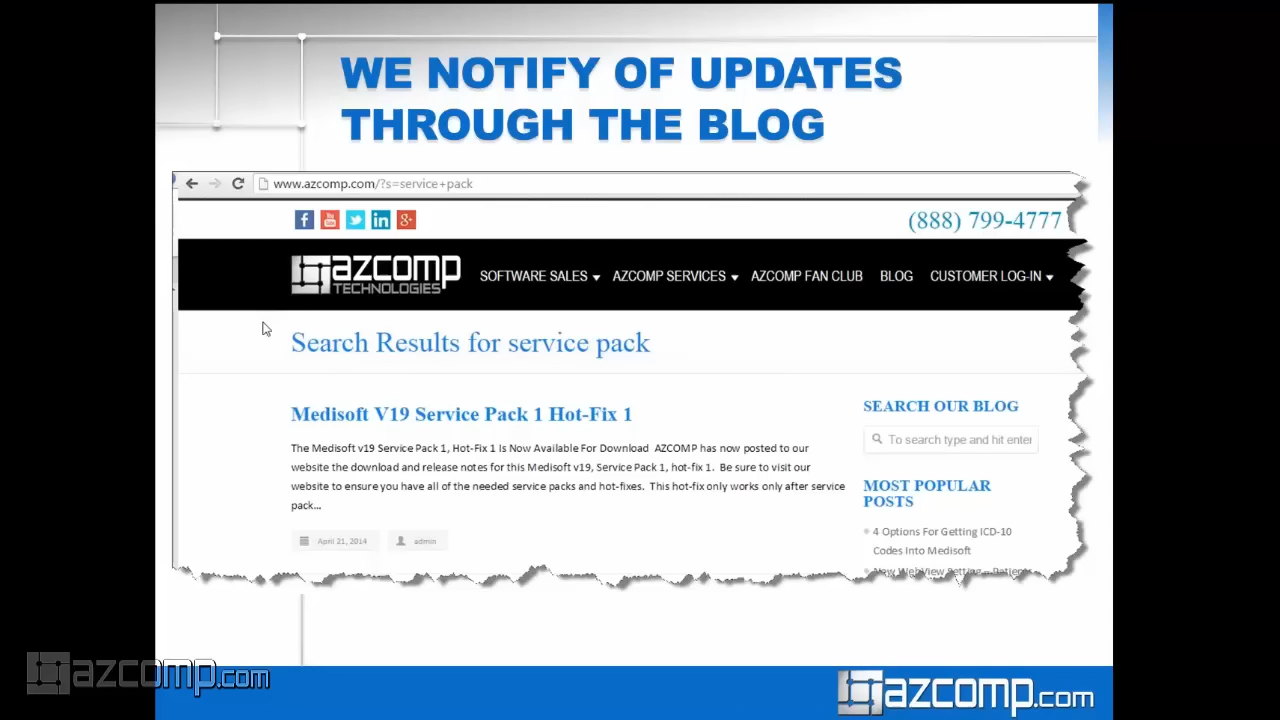 WE NOTIFY OF UPDATES
THROUGH THE BLOG
www.azcomp.com/?s=service+pack
(888) 799-4777
azcomp
TECHNOLOGIES
SOFTWARE SALES
AZCOMP SERVICES
AZCOMP FAN CLUB
BLOG
CUSTOMER LOG-IN
Search Results for service pack
Medisoft V19 Service Pack 1 Hot-Fix 1
The Medisoft v19 Service Pack 1, Hot-Fix 1 Is Now Available For Download AZCOMP has now posted to our
website the download and release notes for this Medisoft v19, Service Pack 1, hot-fix 1. Be sure to visit our
website to ensure you have all of the needed service packs and hot-fixes. This hot-fix only works only after service
pack...
April 21, 2014
admin
SEARCH OUR BLOG
To search type and hit enter
MOST POPULAR
POSTS
4 Options For Getting ICD-10
Codes Into Medisoft
New WebView Setting – Patient
azcomp.com
azcomp.com